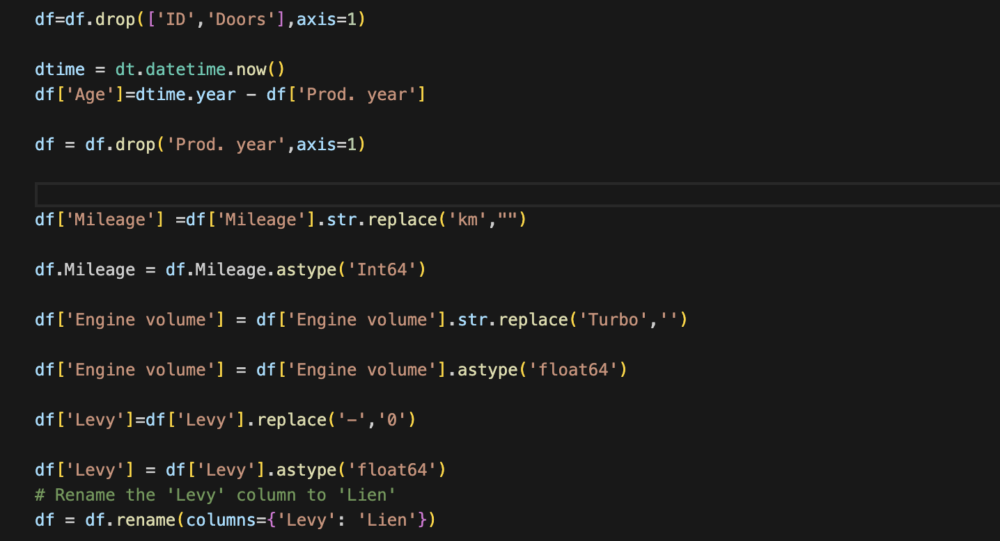 df=df.drop(['ID','Doors'],axis=1)
dtime = dt.datetime.now()
df['Age']=dtime.year - df['Prod. year']
df = df.drop('Prod. year',axis=1)
df['Mileage'] =df['Mileage'].str.replace('km',"")
df.Mileage = df.Mileage.astype('Int64')
df['Engine volume'] = df['Engine volume'].str.replace('Turbo','')
df['Engine volume'] = df['Engine volume'].astype('float64')
df['Levy']=df['Levy'].replace('-','0')
df['Levy'] = df['Levy'].astype('float64')
# Rename the 'Levy' column to 'Lien'
df = df.rename(columns={'Levy': 'Lien'})